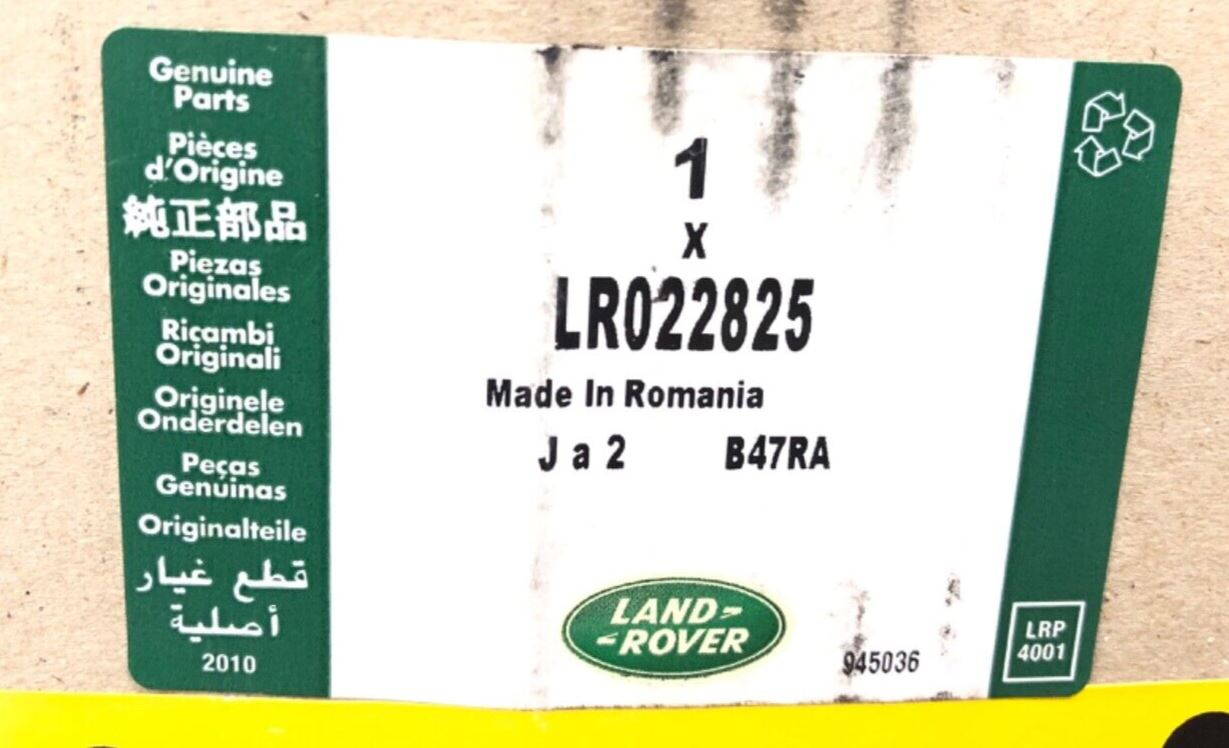 Genuine
Parts
Pièces
d'Origine
純正部品
Piezas
Originales
Ricambi
Originali
Originele
Onderdelen
Peças
Genuinas
Originalteile
قطع غيار
أصلية
2010
1
X
LR022825
Made In Romania
J a 2 B47RA
LAND
ROVER
945036
LRP
4001